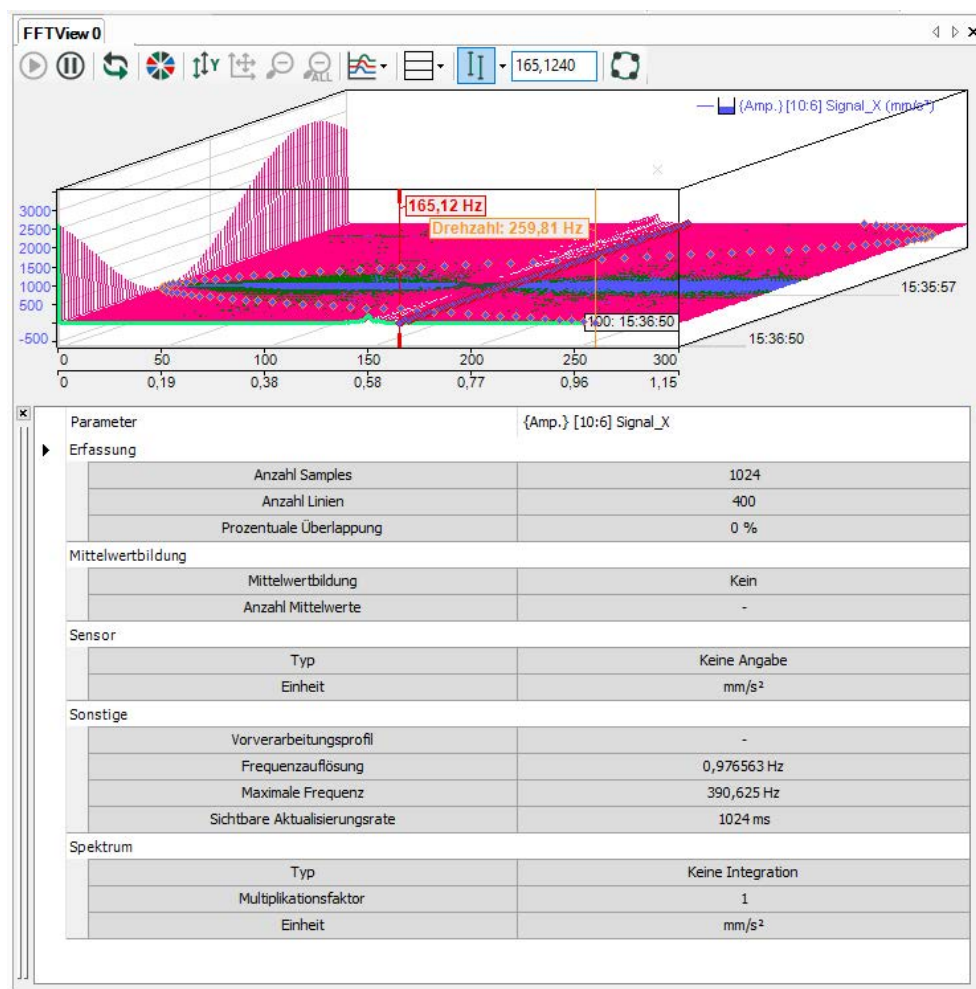 FFTView 0
ALL
165,1240
{Amp.} [10:6] Signal_X (mm/s²)
3000
2500
2000
1500
1000
500
-500
165,12 Hz
Drehzahl: 259,81 Hz
100: 15:36:50
15:36:57
15:36:50
0 50 100 150 200 250 300
0 0,19 0,38 0,58 0,77 0,96 1,15
Parameter {Amp.} [10:6] Signal_X
Erfassung
Anzahl Samples 1024
Anzahl Linien 400
Prozentuale Überlappung 0 %
Mittelwertbildung
Mittelwertbildung Kein
Anzahl Mittelwerte -
Sensor
Typ Keine Angabe
Einheit mm/s²
Sonstige
Vorverarbeitungsprofil -
Frequenzauflösung 0,976563 Hz
Maximale Frequenz 390,625 Hz
Sichtbare Aktualisierungsrate 1024 ms
Spektrum
Typ Keine Integration
Multiplikationsfaktor 1
Einheit mm/s²